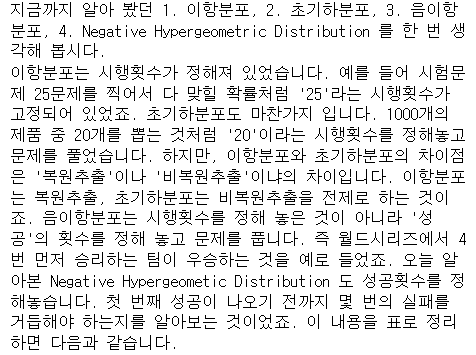 지금까지 알아 봤던 1. 이항분포, 2. 초기하분포, 3. 음이항
분포, 4. Negative Hypergeometric Distribution 를 한 번 생
각해 봅시다.
이항분포는 시행횟수가 정해져 있었습니다. 예를 들어 시험문
제 25문제를 찍어서 다 맞힐 확률처럼 '25'라는 시행횟수가
고정되어 있었죠. 초기하분포도 마찬가지 입니다. 1000개의
제품 중 20개를 뽑는 것처럼 '20'이라는 시행횟수를 정해놓고
문제를 풀었습니다. 하지만, 이항분포와 초기하분포의 차이점
은 '복원추출'이나 '비복원추출'이냐의 차이입니다. 이항분포
는 복원추출, 초기하분포는 비복원추출을 전제로 하는 것이
죠. 음이항분포는 시행횟수를 정해 놓은 것이 아니라 '성
공'의 횟수를 정해 놓고 문제를 풉니다. 즉 월드시리즈에서 4
번 먼저 승리하는 팀이 우승하는 것을 예로 들었죠. 오늘 알
아본 Negative Hypergometic Distribution 도 성공횟수를 정
해놓습니다. 첫 번째 성공이 나오기 전까지 몇 번의 실패를
거듭해야 하는지를 알아보는 것이었죠. 이 내용을 표로 정리
하면 다음과 같습니다.